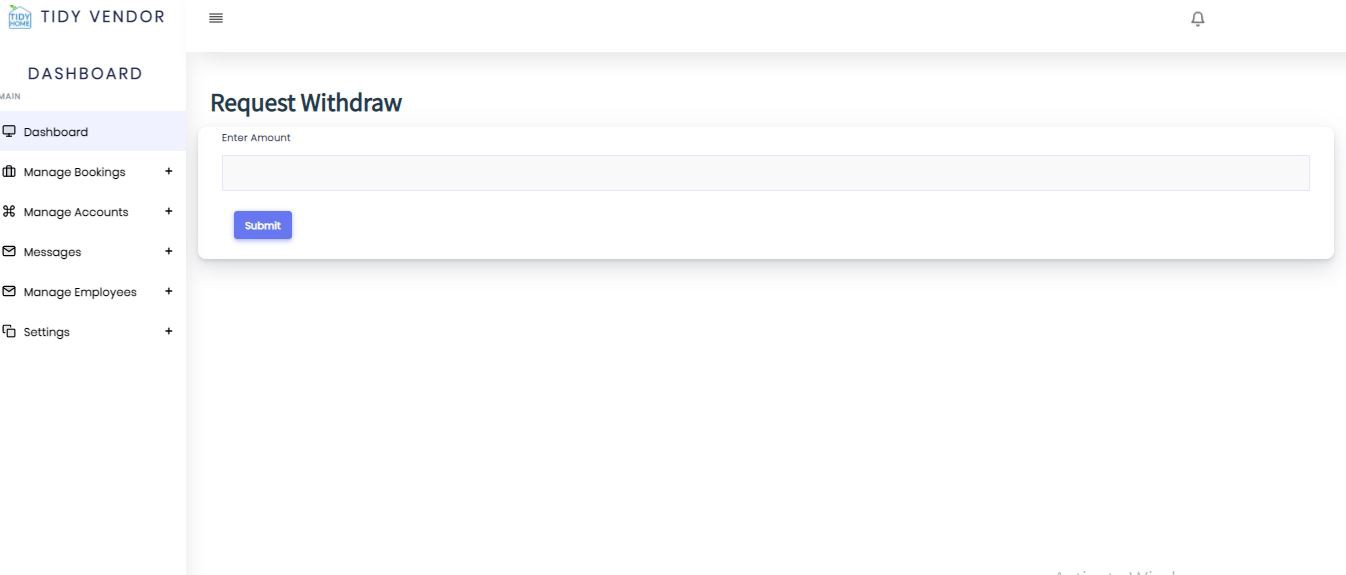 TIDY HOME TIDY VENDOR
DASHBOARD
MAIN
Dashboard
Manage Bookings +
Manage Accounts +
Messages +
Manage Employees +
Settings +
Request Withdraw
Enter Amount
Submit